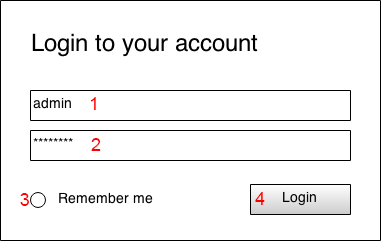 Login to your account
admin 1
******** 2
3 Remember me
4 Login